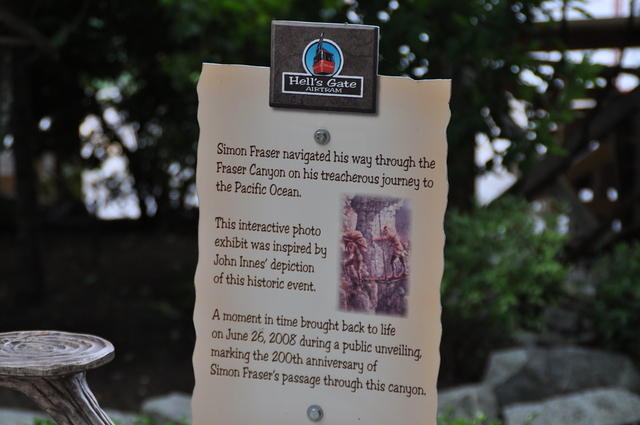 Hell's Gate
AIRTRAM
Simon Fraser navigated his way through the
Fraser Canyon on his treacherous journey to
the Pacific Ocean.
This interactive photo
exhibit was inspired by
John Innes' depiction
of this historic event.
A moment in time brought back to life
on June 26, 2008 during a public unveiling,
marking the 200th anniversary of
Simon Fraser's passage through this canyon.